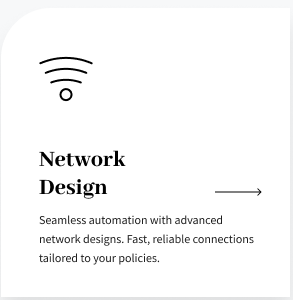 Network
Design
Seamless automation with advanced
network designs. Fast, reliable connections
tailored to your policies.